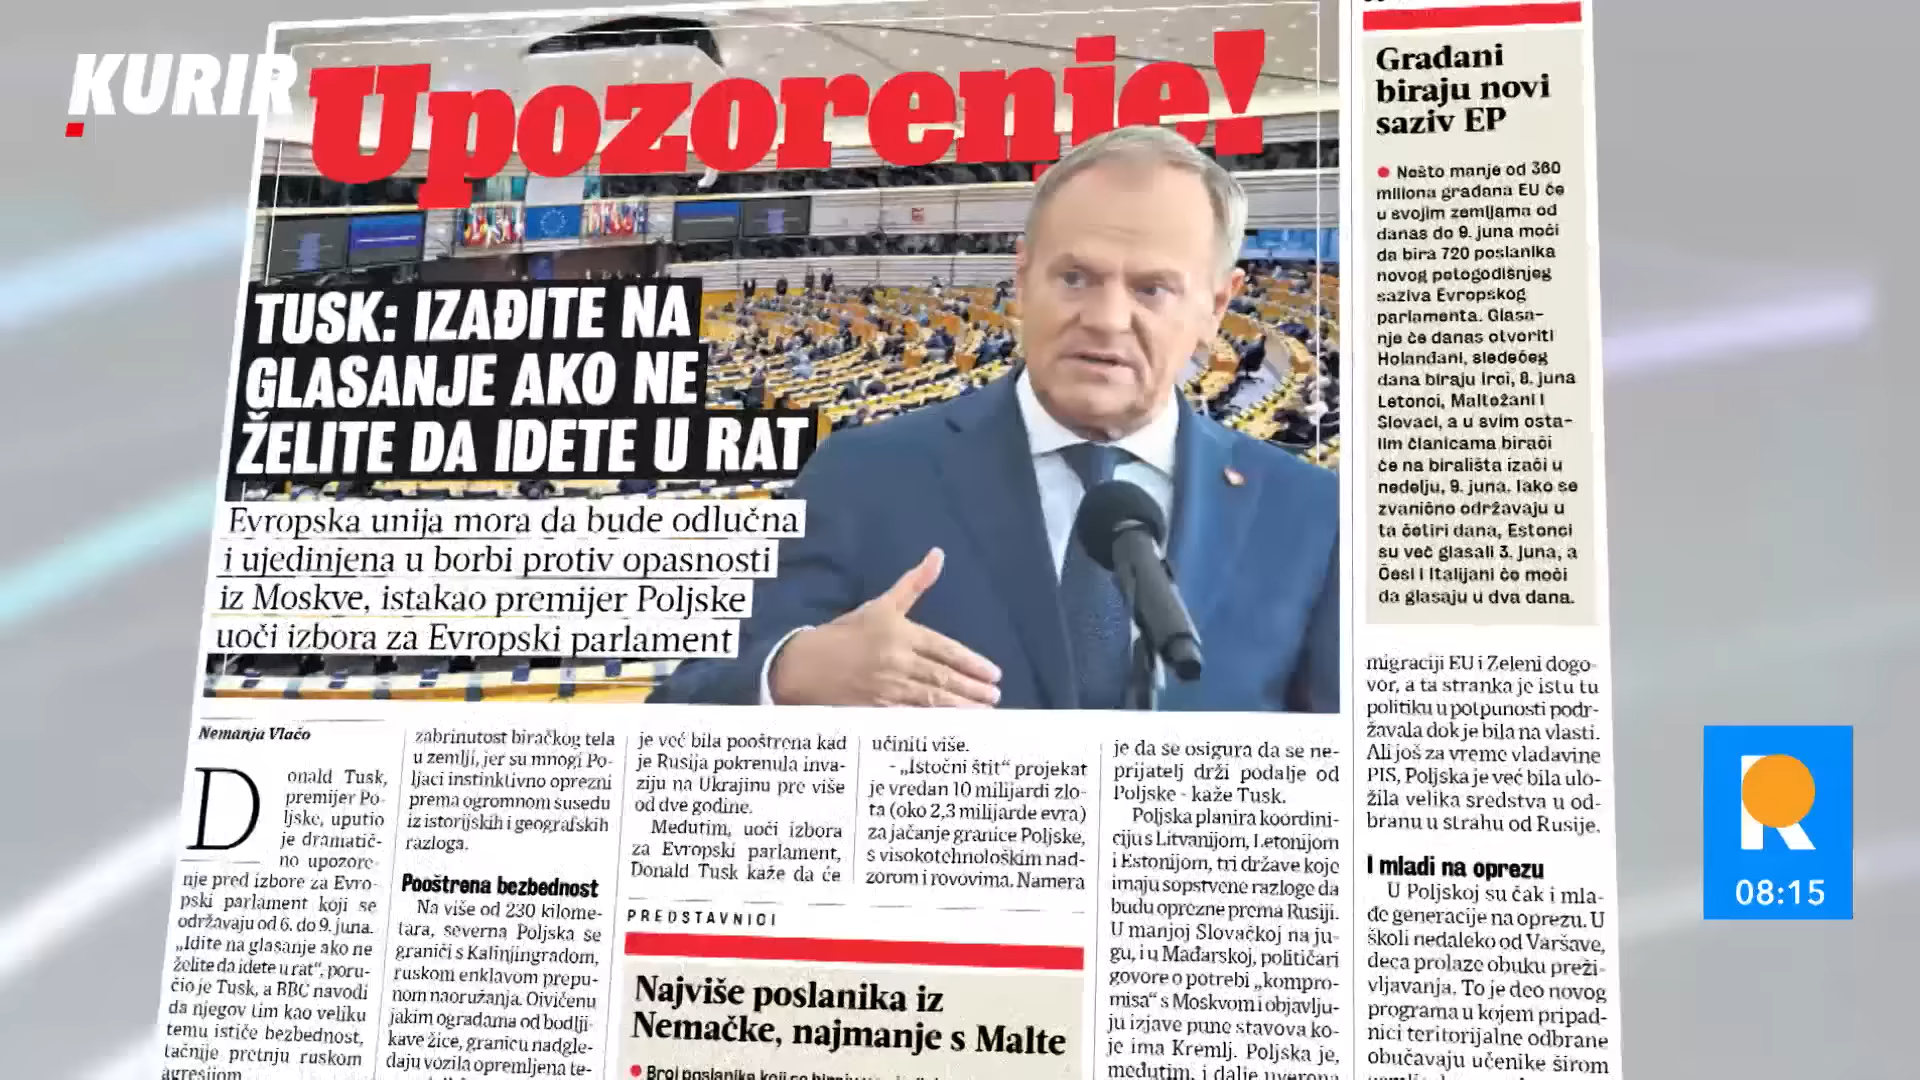 KURIR
Upozorenje!
TUSK: IZAĐITE NA
GLASANJE AKO NE
ŽELITE DA IDETE U RAT
Evropska unija mora da bude odlučna
i ujedinjena u borbi protiv opasnosti
iz Moskve, istakao premijer Poljske
uoči izbora za Evropski parlament
Nemanja Vlačo
Donald Tusk,
premijer Po-
ljske, uputio
je dramatič-
no upozore-
nje pred izbore za Evro-
pski parlament koji se
održavaju od 6. do 9. juna.
„Idite na glasanje ako ne
želite da idete u rat“, poru-
čio je Tusk, a BBC navodi
da njegov tim kao veliku
temu ističe bezbednost,
tačnije pretnju ruskom
agresijom.
zabrinutost biračkog tela
u zemlji, jer su mnogi Po-
ljaci instinktivno oprezni
prema ogromnom susedu
iz istorijskih i geografskih
razloga.
Pooštrena bezbednost
Na više od 230 kilome-
tara, severna Poljska se
graniči s Kalinjingradom,
ruskom enklavom prepu-
nom naoružanja. Oivičenu
jakim ogradama od bodlji-
kave žice, granicu nadgle-
daju vozila opremljena te-
je već bila pooštrena kad
je Rusija pokrenula inva-
ziju na Ukrajinu pre više
od dve godine.
Međutim, uoči izbora
za Evropski parlament,
Donald Tusk kaže da će
učiniti više.
- „Istočni štit“ projekat
je vredan 10 milijardi zlo-
ta (oko 2,3 milijarde evra)
za jačanje granice Poljske,
s visokotehnološkim nad-
zorom i rovovima. Namera
PREDSTAVNICI
Najviše poslanika iz
Nemačke, najmanje s Malte
Broj poslanika koji se
je da se osigura da se ne-
prijatelj drži podalje od
Poljske - kaže Tusk.
Poljska planira koordini-
ciju s Litvanijom, Letonijom
i Estonijom, tri države koje
imaju sopstvene razloge da
budu oprezne prema Rusiji.
U manjoj Slovačkoj na ju-
gu, i u Mađarskoj, političari
govore o potrebi „kompro-
misa“ s Moskvom i objavlju-
ju izjave pune stavova ko-
je ima Kremlj. Poljska je,
međutim, i dalje uverena
Građani
biraju novi
saziv EP
Nešto manje od 360
miliona građana EU će
u svojim zemljama od
danas do 9. juna moći
da bira 720 poslanika
novog petogodišnjeg
saziva Evropskog
parlamenta. Glasa-
nje će danas otvoriti
Holanđani, sledećeg
dana biraju Irci, 8. juna
Letonci, Maltežani i
Slovaci, a u svim osta-
lim članicama birači
će na birališta izaći u
nedelju, 9. juna. Iako se
zvanično održavaju u
ta četiri dana, Estonci
su već glasali 3. juna, a
Česi i Italijani će moći
da glasaju u dva dana.
migraciji EU i Zeleni dogo-
vor, a ta stranka je istu tu
politiku u potpunosti podr-
žavala dok je bila na vlasti.
Ali još za vreme vladavine
PIS, Poljska je već bila ulo-
žila velika sredstva u od-
branu u strahu od Rusije.
I mladi na oprezu
U Poljskoj su čak i mla-
đe generacije na oprezu. U
školi nedaleko od Varšave,
deca prolaze obuku preži-
vljavanja. To je deo novog
programa u kojem pripad-
nici teritorijalne odbrane
obučavaju učenike širom
R
08:15